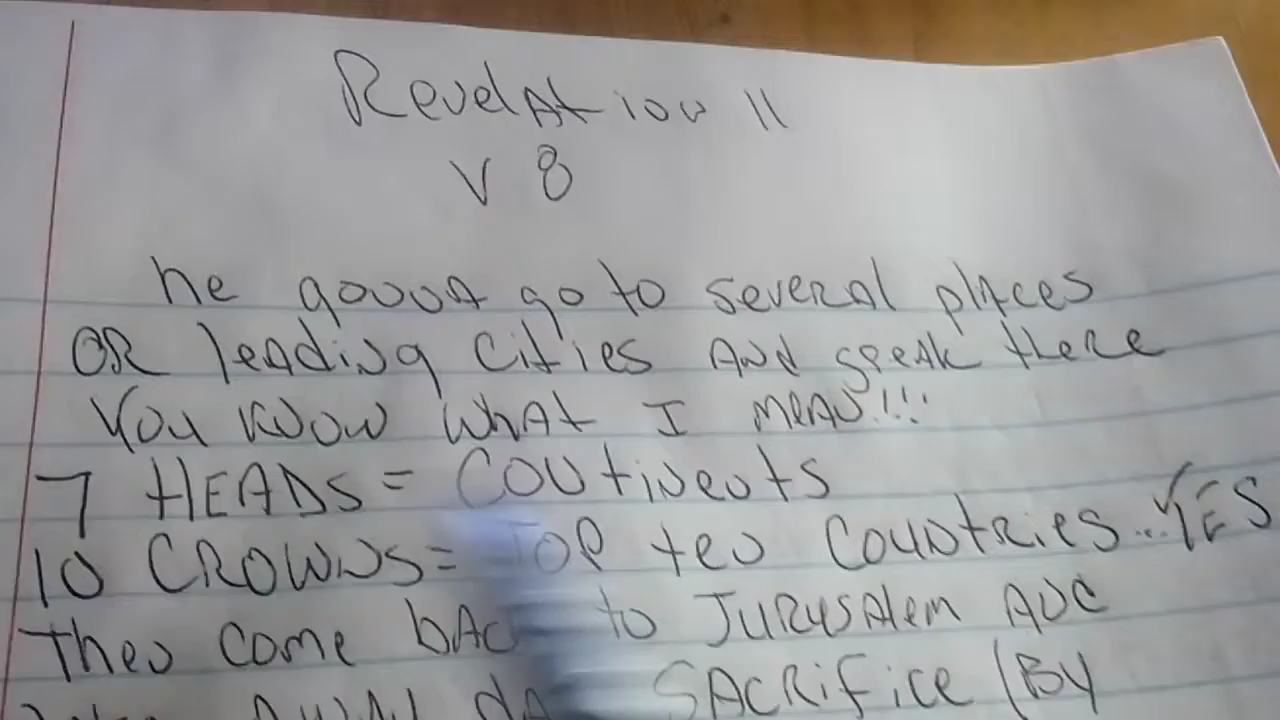 Revelation 11
V 8
he gonna go to several places
OR leading cities AND speak there
You know what I mean!!!
7 HEADS = Continents
10 CROWNS = Top ten Countries.. YES
Then come bac to Jurusalem
SACRifice (By